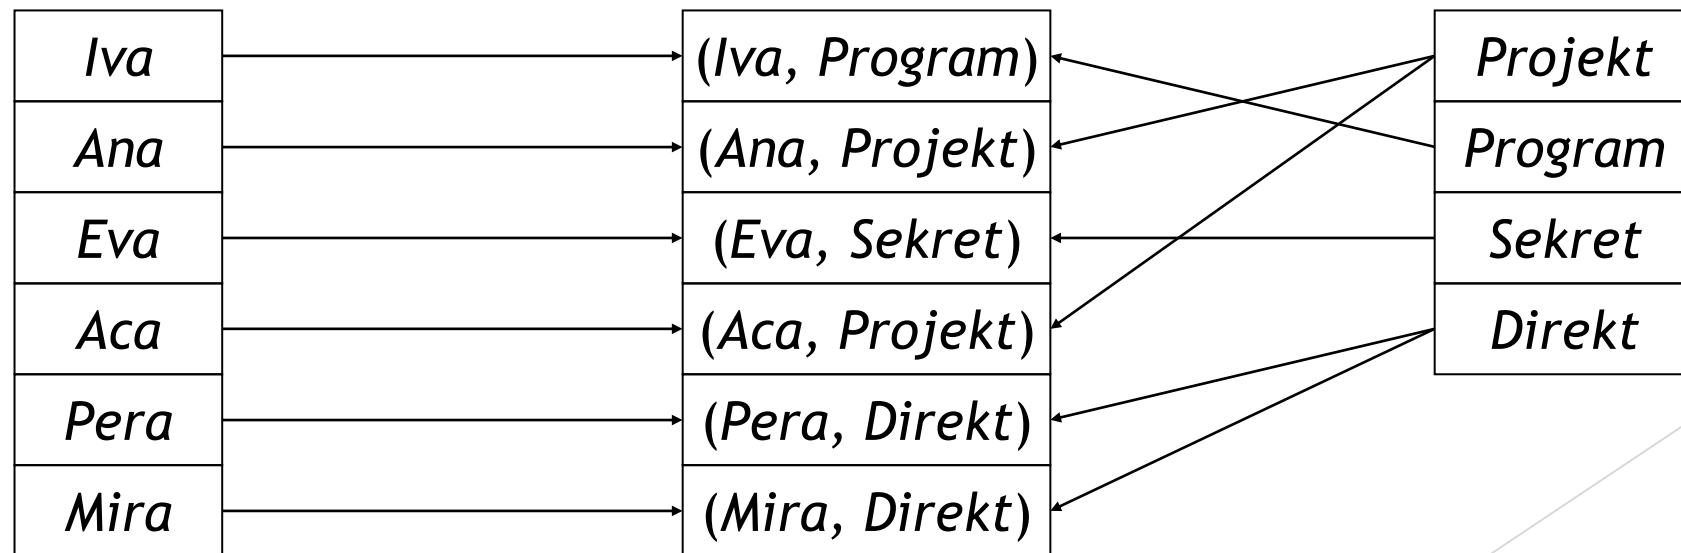 Iva (Iva, Program) Projekt
Ana (Ana, Projekt) Program
Eva (Eva, Sekret) Sekret
Aca (Aca, Projekt) Direkt
Pera (Pera, Direkt)
Mira (Mira, Direkt)